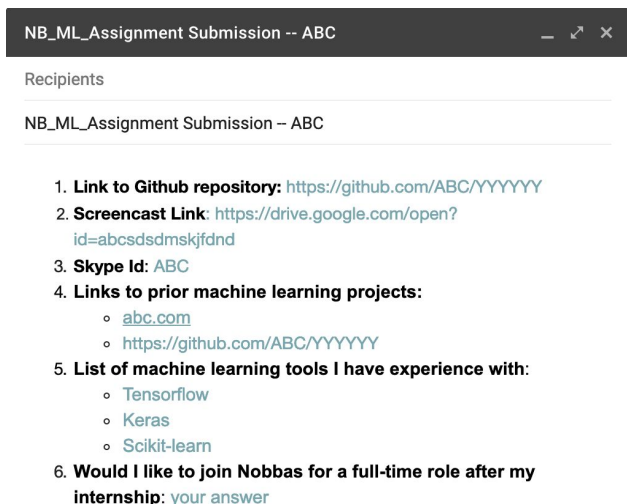 NB_ML_Assignment Submission -- ABC
Recipients
NB_ML_Assignment Submission -- ABC
1. Link to Github repository: https://github.com/ABC/YYYYYY
2. Screencast Link: https://drive.google.com/open?
id=abcsdsdmskjfdnd
3. Skype Id: ABC
4. Links to prior machine learning projects:
abc.com
https://github.com/ABC/YYYYYY
5. List of machine learning tools I have experience with:
Tensorflow
Keras
Scikit-learn
6. Would I like to join Nobbas for a full-time role after my
internship: your answer